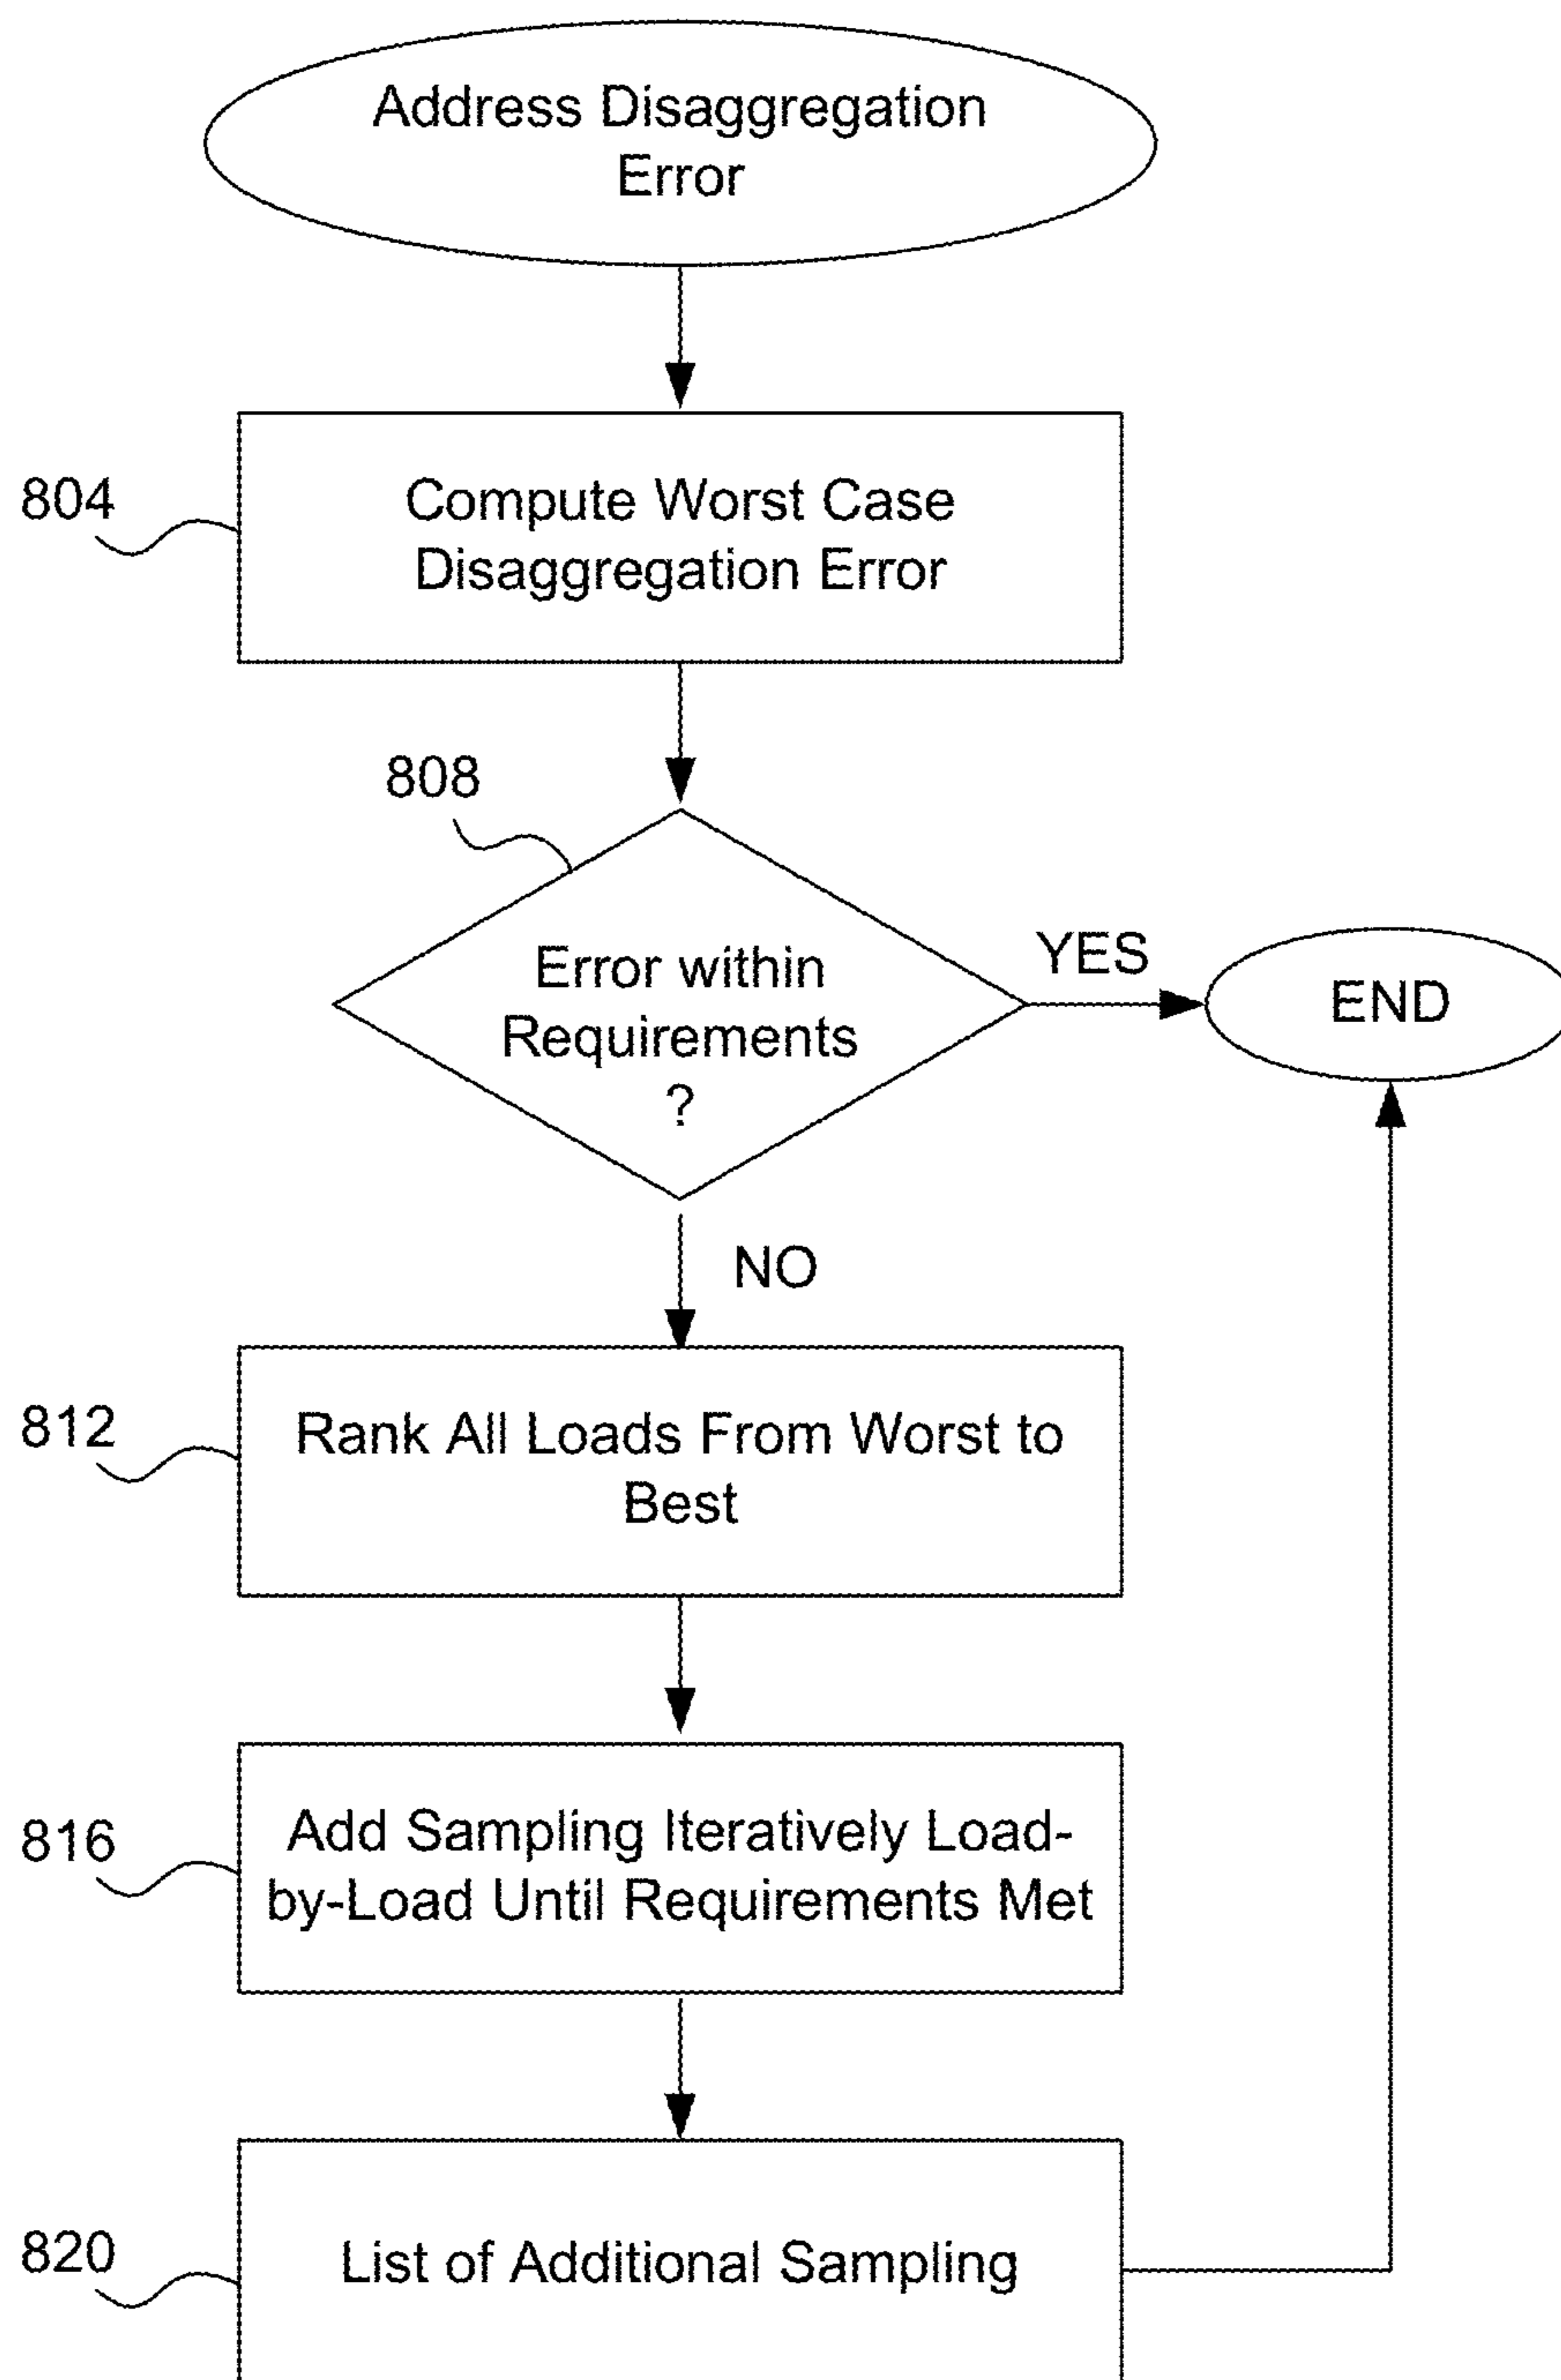 Address Disaggregation
Error
804
Compute Worst Case
Disaggregation Error
808
Error within
Requirements
?
YES
END
NO
812
Rank All Loads From Worst to
Best
816
Add Sampling Iteratively Load-
by-Load Until Requirements Met
820
List of Additional Sampling